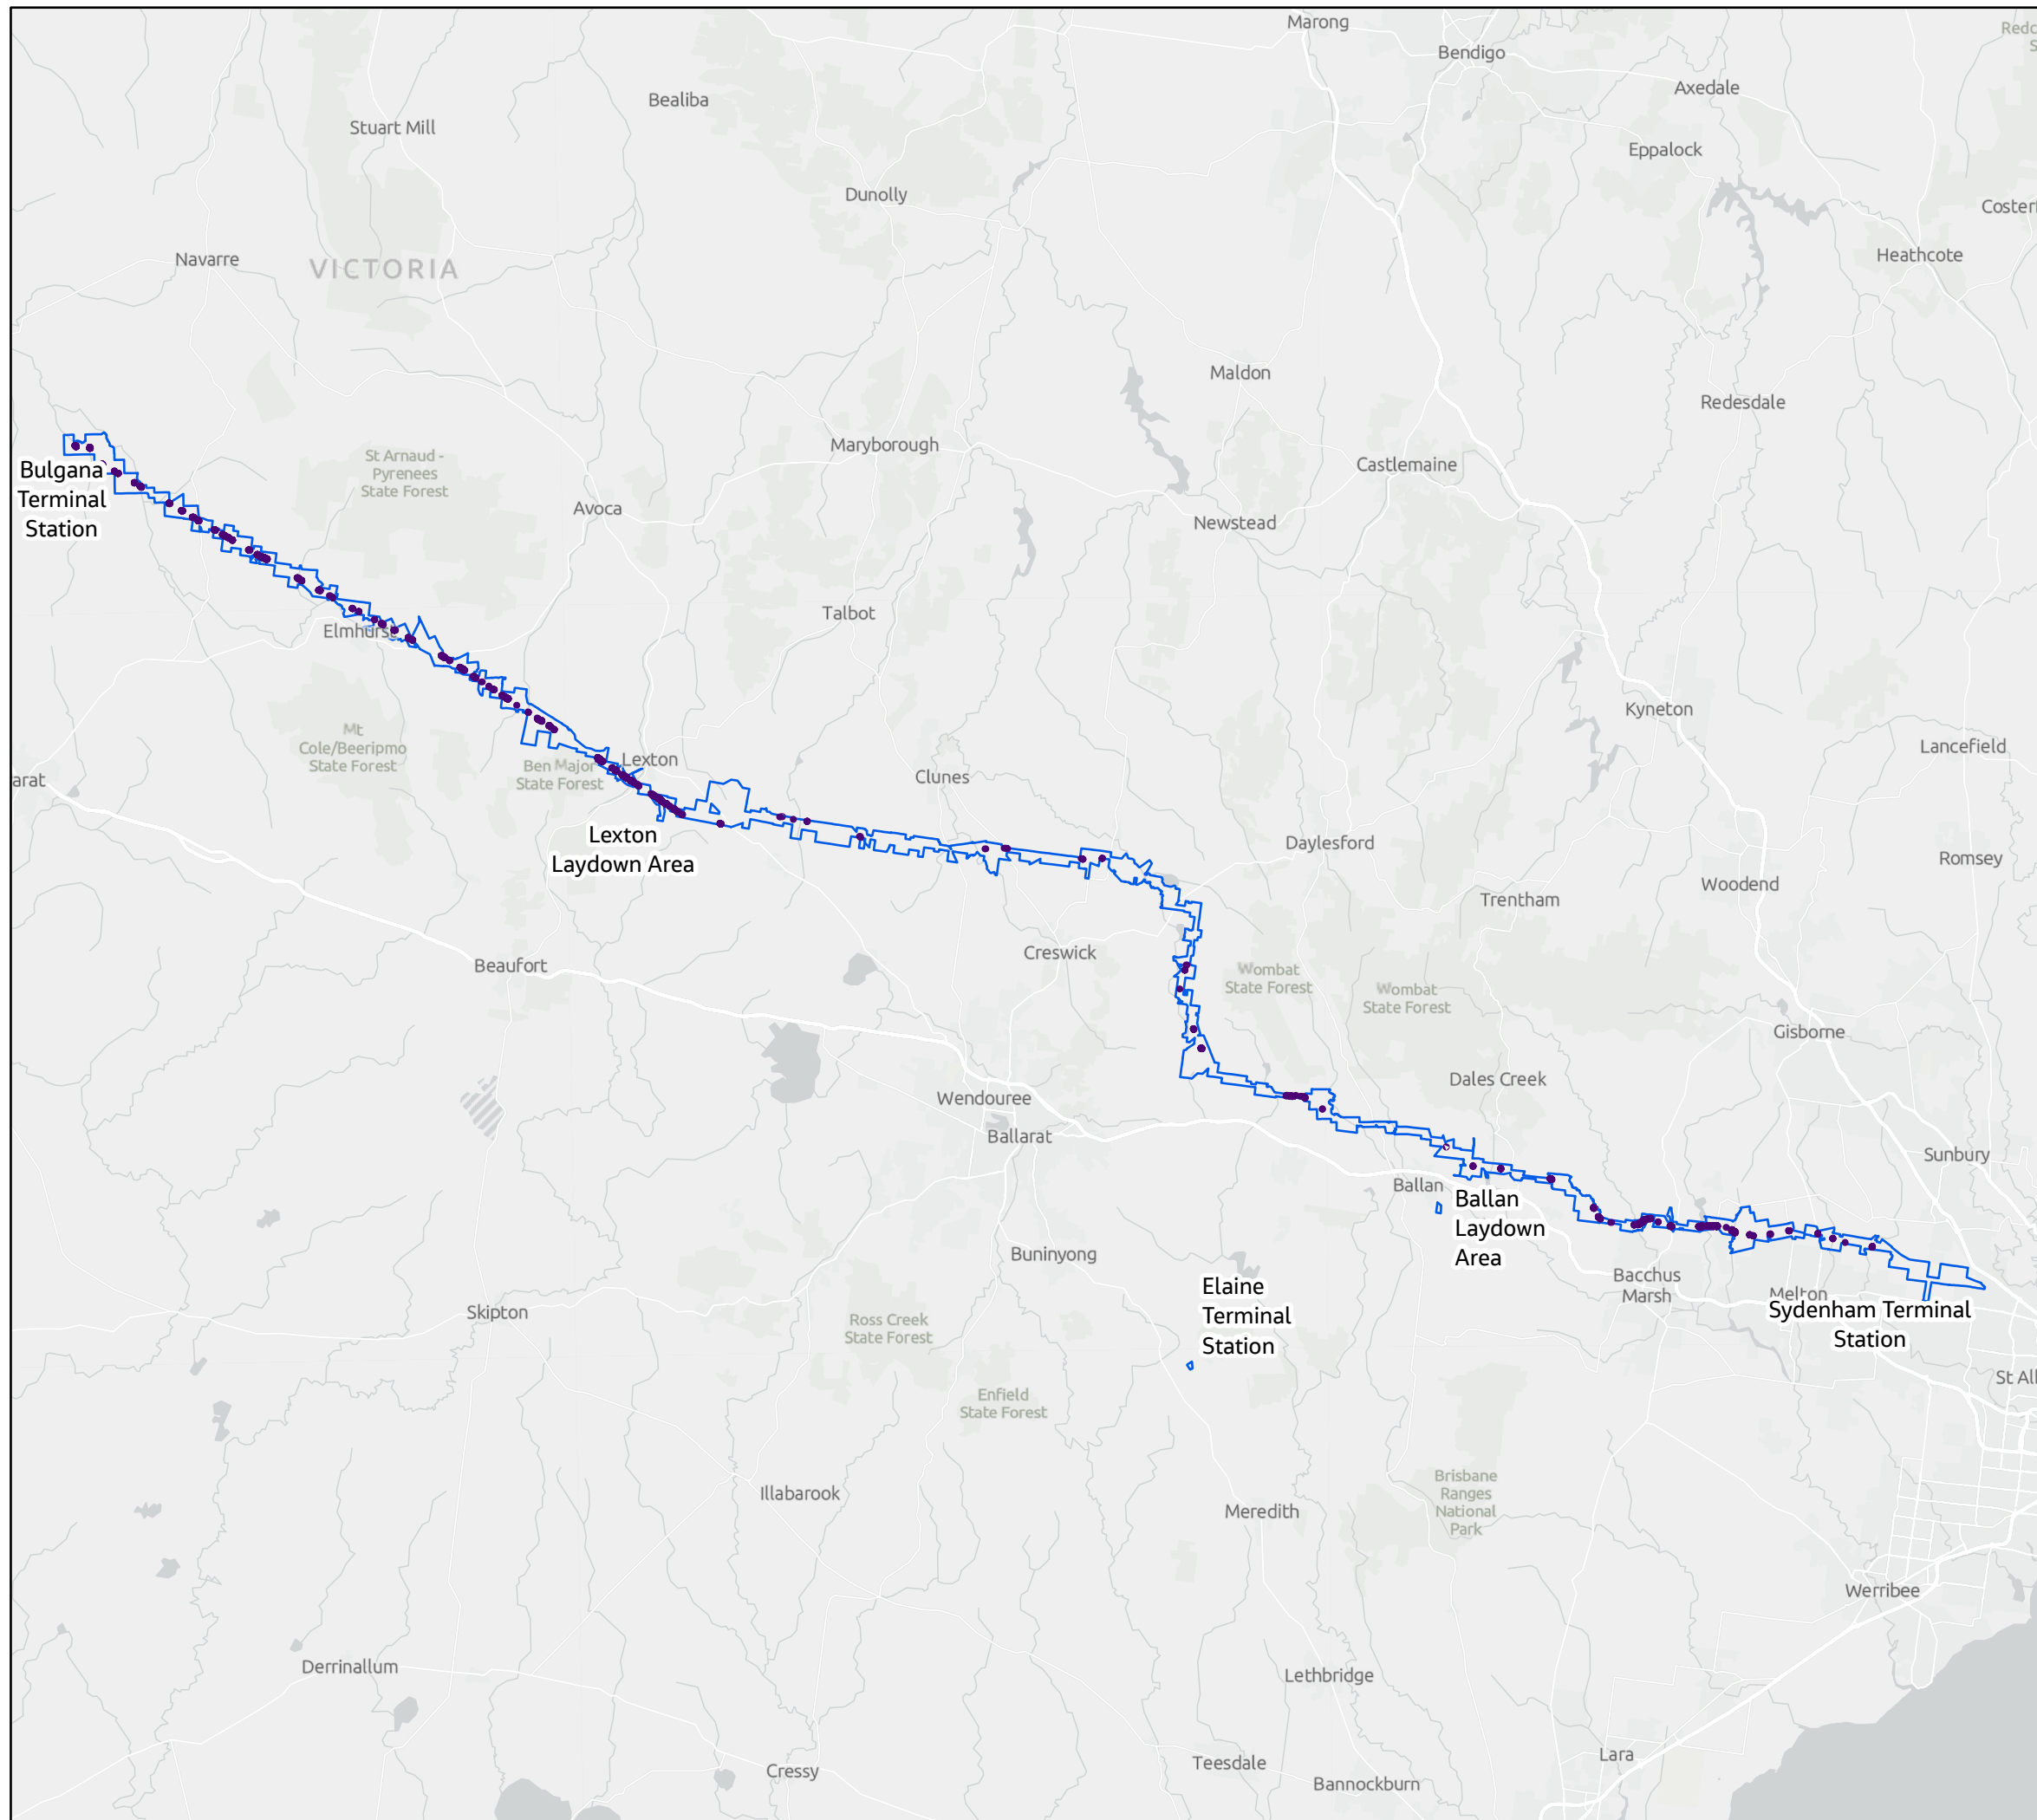 Marong
Redc
S
Bendigo
Axedale
Bealiba
Stuart Mill
Eppalock
Dunolly
Coster
Navarre
Heathcote
VICTORIA
Maldon
Redesdale
Maryborough
St Arnaud -
Pyrenees
State Forest
Castlemaine
Bulgana
Terminal
Station
Avoca
Newstead
Talbot
Elmhurst
Kyneton
Mt
Cole/Beeripmo
State Forest
Lancefield
Lexton
Ben Major
State Forest
arat
Clunes
Lexton
Laydown Area
Daylesford
Romsey
Woodend
Trentham
Creswick
Beaufort
Wombat
State Forest
Wombat
State Forest
Gisborne
Dales Creek
Wendouree
Ballarat
Sunbury
Ballan
Ballan
Laydown
Area
Buninyong
Bacchus
Marsh
Elaine
Terminal
Station
Melton
Sydenham Terminal
Station
Skipton
Ross Creek
State Forest
St Al
Enfield
State Forest
Illabarook
Brisbane
Ranges
National
Park
Meredith
Werribee
Derrinallum
Lethbridge
Lara
Teesdale
Cressy
Bannockburn